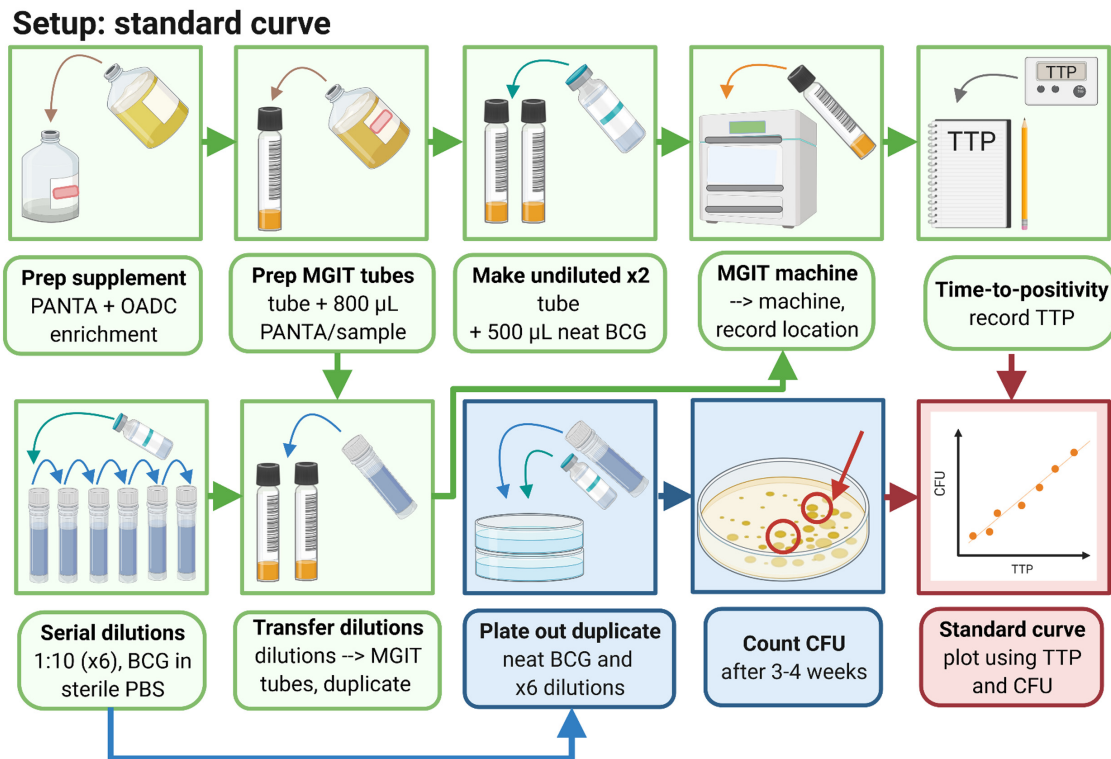 Setup: standard curve
TTP
TTP
Prep supplement
PANTA + OADC
enrichment
Prep MGIT tubes
tube + 800 µL
PANTA/sample
Make undiluted x2
tube
+ 500 µL neat BCG
MGIT machine
--> machine,
record location
Time-to-positivity
record TTP
CFU
TTP
Serial dilutions
1:10 (x6), BCG in
sterile PBS
Transfer dilutions
dilutions --> MGIT
tubes, duplicate
Plate out duplicate
neat BCG and
x6 dilutions
Count CFU
after 3-4 weeks
Standard curve
plot using TTP
and CFU